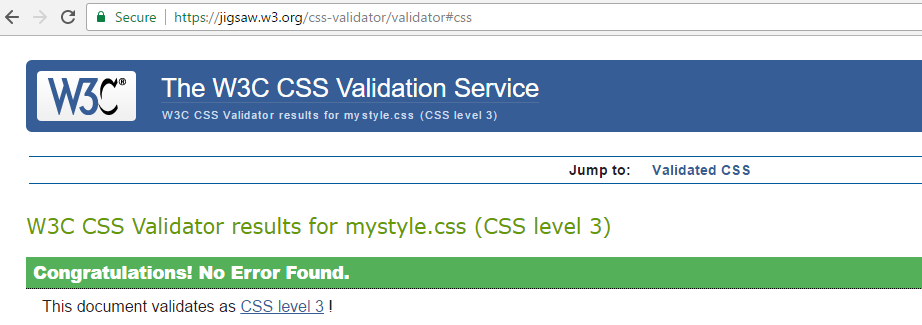 Secure | https://jigsaw.w3.org/css-validator/validator#css
W3C®
The W3C CSS Validation Service
W3C CSS Validator results for mystyle.css (CSS level 3)
Jump to: Validated CSS
W3C CSS Validator results for mystyle.css (CSS level 3)
Congratulations! No Error Found.
This document validates as CSS level 3 !